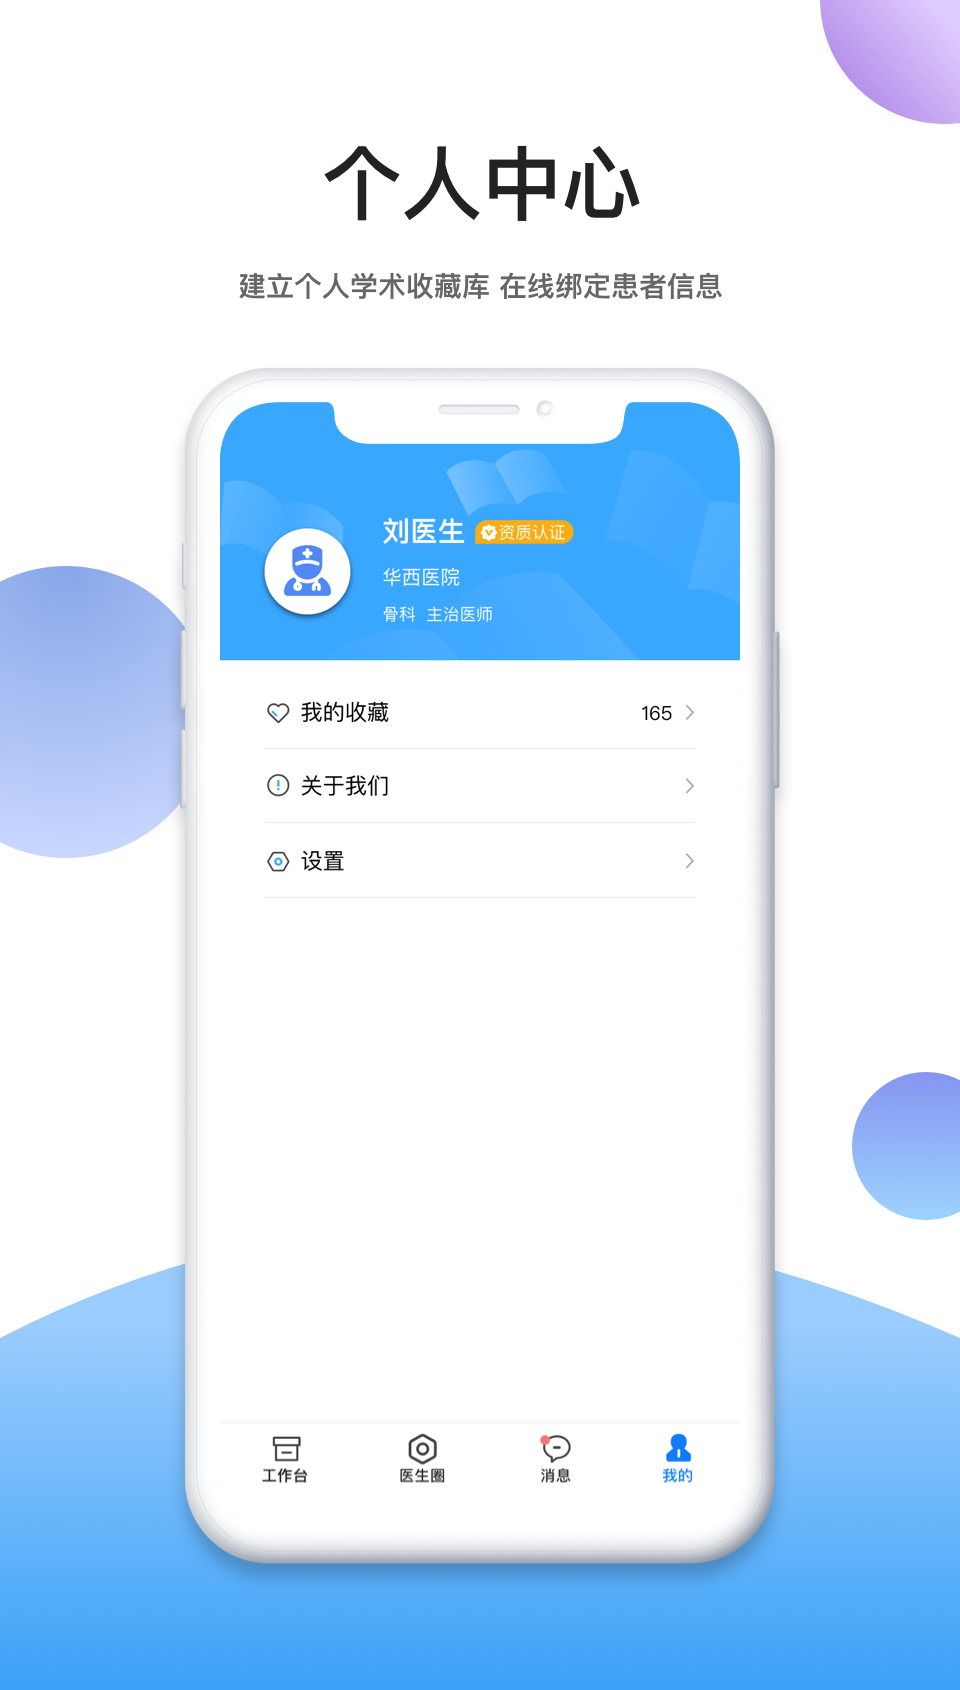 个人中心
建立个人学术收藏库 在线绑定患者信息
刘医生 资质认证
华西医院
骨科 主治医师
我的收藏 165
关于我们
设置
工作台 医生圈 消息 我的